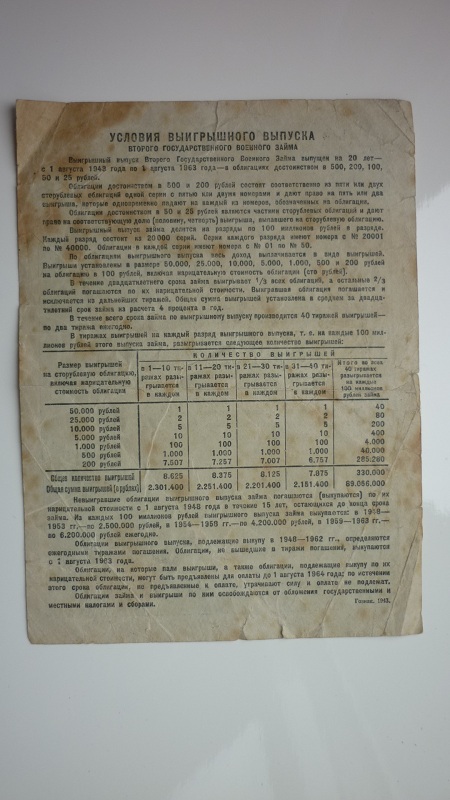 УСЛОВИЯ ВЫИГРЫШНОГО ВЫПУСКА
ВТОРОГО ГОСУДАРСТВЕННОГО ВОЕННОГО ЗАЙМА
Выигрышный выпуск Второго Государственного Военного Займа выпущен на 20 лет—
с 1 августа 1943 года по 1 августа 1963 года—в облигациях достоинством в 500, 200, 100,
50 и 25 рублей.
Облигации достоинством в 500 и 200 рублей состоят соответственно из пяти или двух
сторублевых облигаций одной серии с пятью или двумя номерами и дают право на пять или два
выигрыша, которые одновременно падают на каждый из номеров, обозначенных на облигации.
Облигации достоинством в 50 и 25 рублей являются частями сторублевых облигаций и дают
право на соответствующую долю (половину, четверть) выигрыша, выпавшего на сторублевую облигацию.
Выигрышный выпуск займа делится на разряды по 100 миллионов рублей в разряде.
Каждый разряд состоит из 20000 серий. Серии каждого разряда имеют номера с № 20001
по № 40000. Облигации в каждой серии имеют номера с № 01 по № 50.
По облигациям выигрышного выпуска весь доход выплачивается в виде выигрышей.
Выигрыши установлены в размере 50.000, 25.000, 10.000, 5.000, 1.000, 500 и 200 рублей
на облигацию в 100 рублей, включая нарицательную стоимость облигации (сто рублей).
В течение двадцатилетнего срока займа выигрывает 1/3 всех облигаций, а остальные 2/3
облигаций погашаются по их нарицательной стоимости. Выигравшая облигация погашается и
исключается из дальнейших тиражей. Общая сумма выигрышей установлена в среднем за двадца-
тилетний срок займа из расчета 4 процента в год.
В течение всего срока займа по выигрышному выпуску производится 40 тиражей выигрышей—
по два тиража ежегодно.
В тиражах выигрышей на каждый разряд выигрышного выпуска, т. е. на каждые 100 мил-
лионов рублей этого выпуска займа, разыгрывается следующее количество выигрышей:
Размер выигрышей на сторублевую облигацию, включая нарицательную стоимость облигации
КОЛИЧЕСТВО ВЫИГРЫШЕЙ
в 1—10 тиражах разыгрывается в каждом
в 11—20 тиражах разыгрывается в каждом
в 21—30 тиражах разыгрывается в каждом
в 31—40 тиражах разыгрывается в каждом
Итого во всех 40 тиражах разыгрывается на каждые 100 миллионов рублей займа
50.000 рублей 1 1 1 1 40
25.000 рублей 2 2 2 2 80
10.000 рублей 5 5 5 5 200
5.000 рублей 10 10 10 10 400
1.000 рублей 100 100 100 100 4.000
500 рублей 1.000 1.000 1.000 1.000 40.000
200 рублей 7.507 7.257 7.007 6.757 285.280
Общее количество выигрышей 8.625 8.375 8.125 7.875 330.000
Общая сумма выигрышей (в рублях) 2.301.400 2.251.400 2.201.400 2.151.400 89.056.000
Невыигравшие облигации выигрышного выпуска займа погашаются (выкупаются) по их
нарицательной стоимости с 1 августа 1948 года в течение 15 лет, остающихся до конца срока
займа. Из каждых 100 миллионов рублей выигрышного выпуска займа выкупается: в 1948—
1953 гг.—по 2.500.000 рублей, в 1954—1958 гг.—по 4.200.000 рублей, в 1959—1963 гг.—
по 6.200.000 рублей ежегодно.
Облигации выигрышного выпуска, подлежащие выкупу в 1948—1962 гг., определяются
ежегодными тиражами погашения. Облигации, не вышедшие в тиражи погашения, выкупаются
с 1 августа 1963 года.
Облигации, на которые пали выигрыши, а также облигации, подлежащие выкупу по их
нарицательной стоимости, могут быть предъявлены для оплаты до 1 августа 1964 года; по истечении
этого срока облигации, не предъявленные к оплате, утрачивают силу и оплате не подлежат.
Облигации займа и выигрыши по ним освобождаются от обложения государственными и
местными налогами и сборами.
Гознак. 1943.